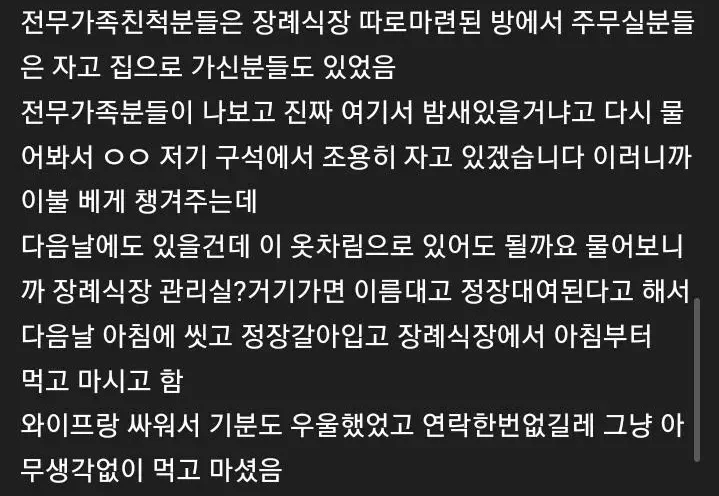 전무가족친척분들은 장례식장 따로마련된 방에서 주무실분들
은 자고 집으로 가신분들도 있었음
전무가족분들이 나보고 진짜 여기서 밤새있을거냐고 다시 물
어봐서 ㅇㅇ 저기 구석에서 조용히 자고 있겠습니다 이러니까
이불 베게 챙겨주는데
다음날에도 있을건데 이 옷차림으로 있어도 될까요 물어보니
까 장례식장 관리실?거기가면 이름대고 정장대여된다고 해서
다음날 아침에 씻고 정장갈아입고 장례식장에서 아침부터
먹고 마시고 함
와이프랑 싸워서 기분도 우울했었고 연락한번없길레 그냥 아
무생각없이 먹고 마셨음